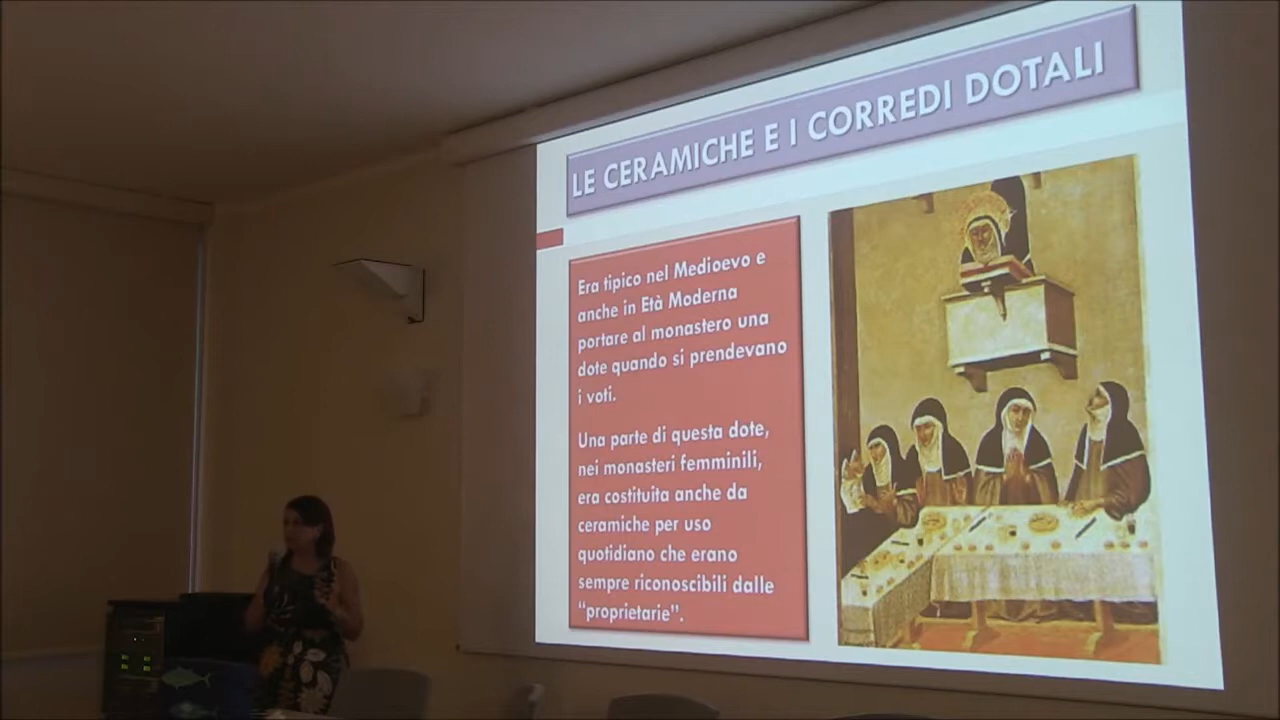 LE CERAMICHE E I CORREDI DOTALI
Era tipico nel Medioevo e
anche in Età Moderna
portare al monastero una
dote quando si prendevano
i voti.
Una parte di questa dote,
nei monasteri femminili,
era costituita anche da
ceramiche per uso
quotidiano che erano
sempre riconoscibili dalle
“proprietarie”.